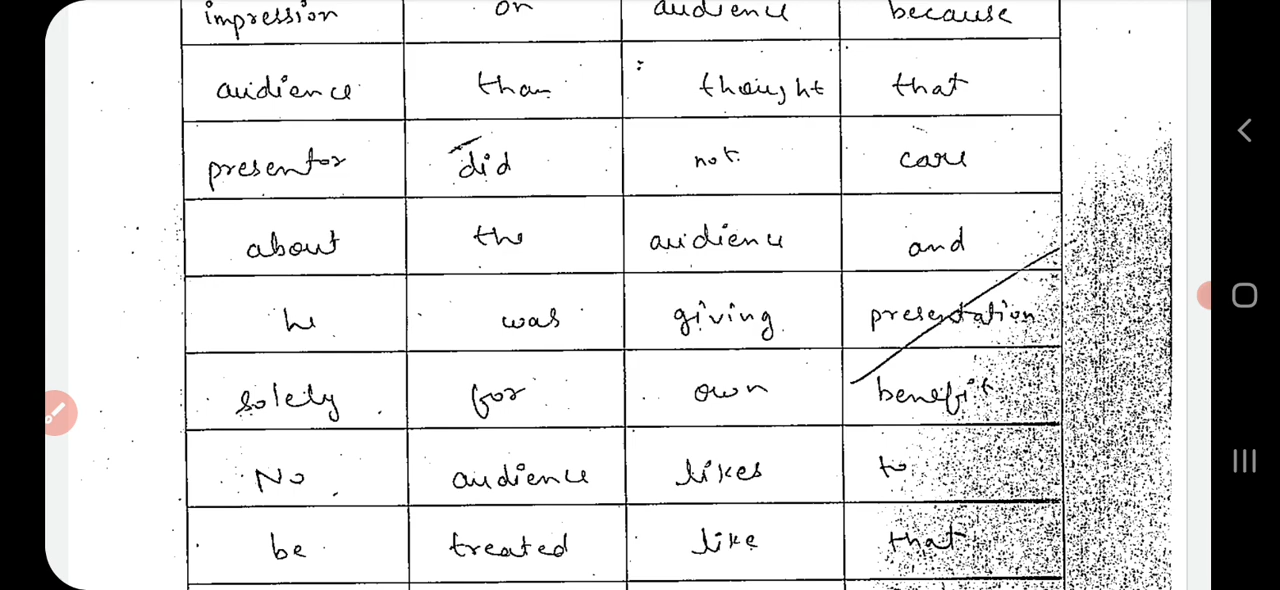 impression on audience because
audience than thought that
presentor did not care
about the audience and
he was giving presentation
solely for own benefit
No audience likes to
be treated like that